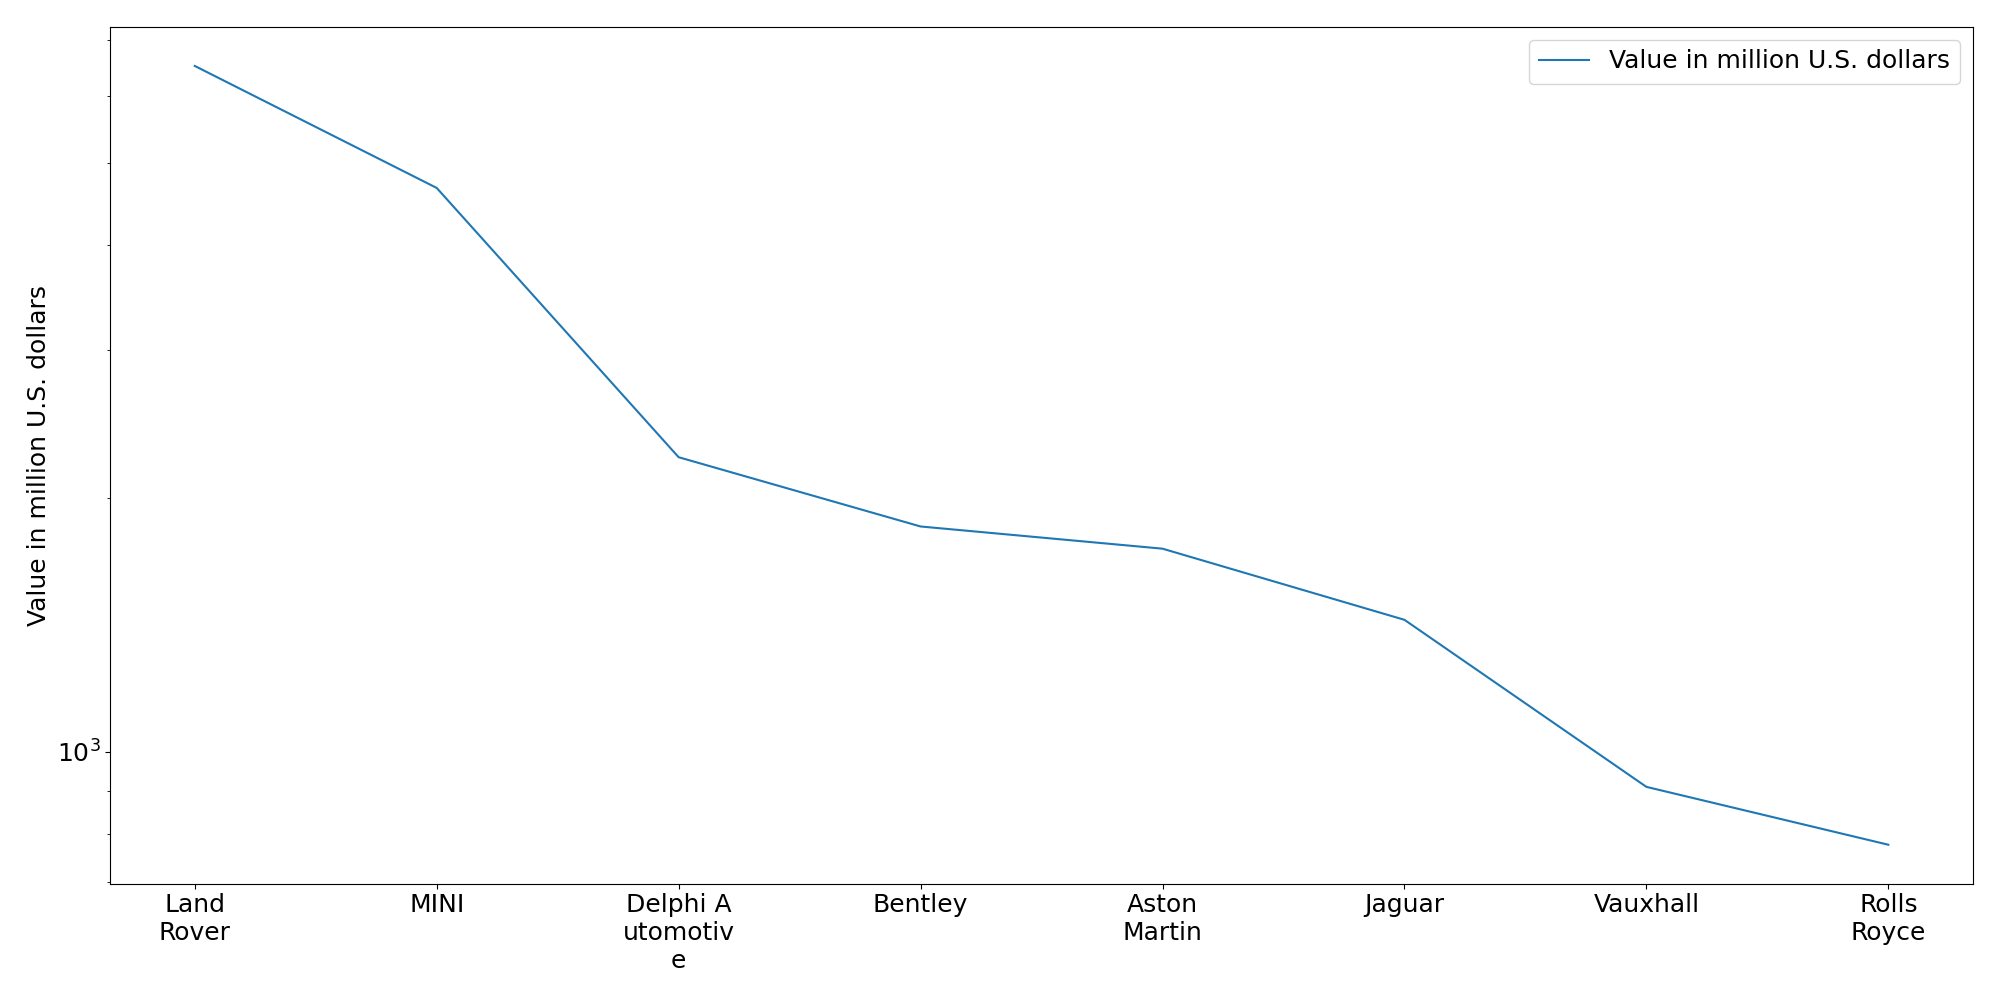 Value in million U.S. dollars
Value in million U.S. dollars
10³
Land
Rover
MINI
Delphi A
utomotiv
e
Bentley
Aston
Martin
Jaguar
Vauxhall
Rolls
Royce